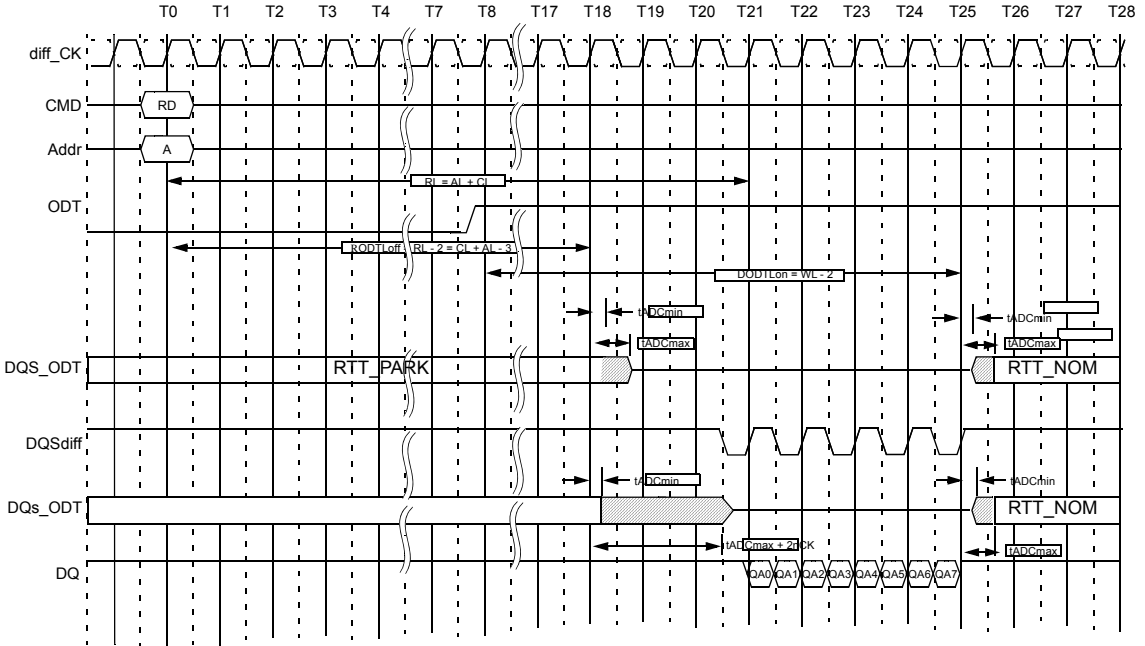 T0 T1 T2 T3 T4 T7 T8 T17 T18 T19 T20 T21 T22 T23 T24 T25 T26 T27 T28
diff_CK
CMD RD
Addr A
RL = AL + CL
ODT
RODTLoff RL - 2 = CL + AL - 3
DODTLon = WL - 2
tADCmin tADCmin
tADCmax tADCmax
DQS_ODT RTT_PARK RTT_NOM
DQSdiff
tADCmin tADCmin
DQs_ODT RTT_NOM
tADCmax + 2nCK tADCmax
DQ QA0 QA1 QA2 QA3 QA4 QA5 QA6 QA7